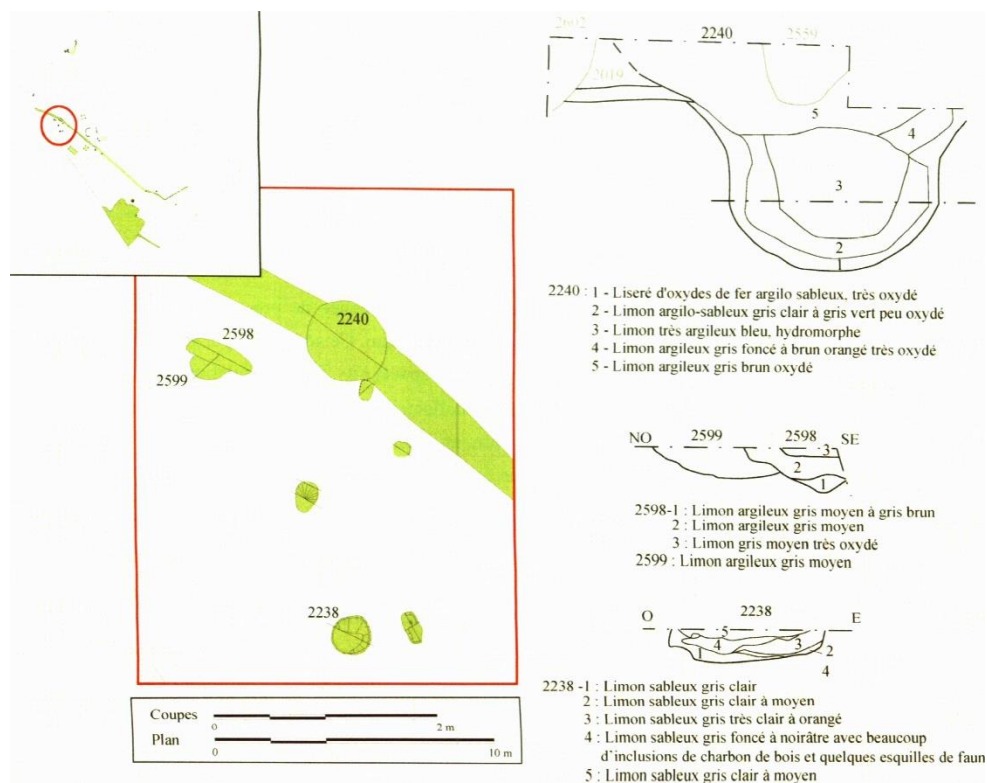 2602 2240 2559
2019
5
4
3
2
1
2240 : 1 - Liseré d'oxydes de fer argilo sableux, très oxydé
2 - Limon argilo-sableux gris clair à gris vert peu oxydé
3 - Limon très argileux bleu, hydromorphe
4 - Limon argileux gris foncé à brun orangé très oxydé
5 - Limon argileux gris brun oxydé
2240
2598
2599
2238
NO 2599 2598 SE
3
2
1
2598-1 : Limon argileux gris moyen à gris brun
2 : Limon argileux gris moyen
3 : Limon gris moyen très oxydé
2599 : Limon argileux gris moyen
2238
O E
5
4 3
1 2
4
2238 -1 : Limon sableux gris clair
2 : Limon sableux gris clair à moyen
3 : Limon sableux gris très clair à orangé
4 : Limon sableux gris foncé à noirâtre avec beaucoup
d'inclusions de charbon de bois et quelques esquilles de faun
5 : Limon sableux gris clair à moyen
Coupes
0 2 m
Plan
0 10 m